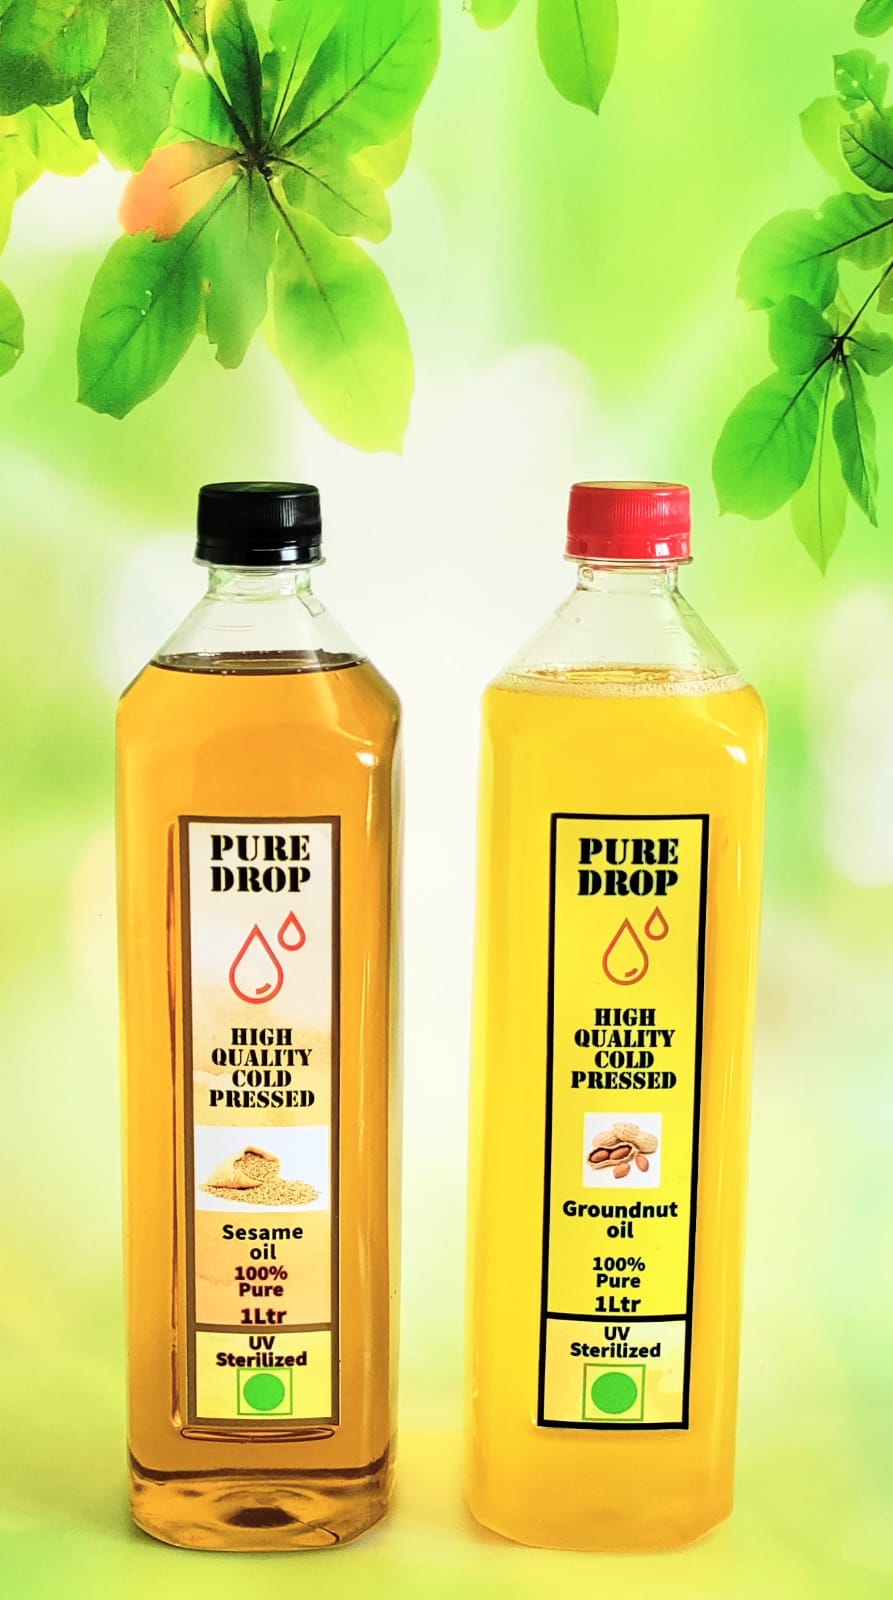 PURE
DROP
HIGH
QUALITY
COLD
PRESSED
Sesame
oil
100%
Pure
1Ltr
UV
Sterilized
PURE
DROP
HIGH
QUALITY
COLD
PRESSED
Groundnut
oil
100%
Pure
1Ltr
UV
Sterilized